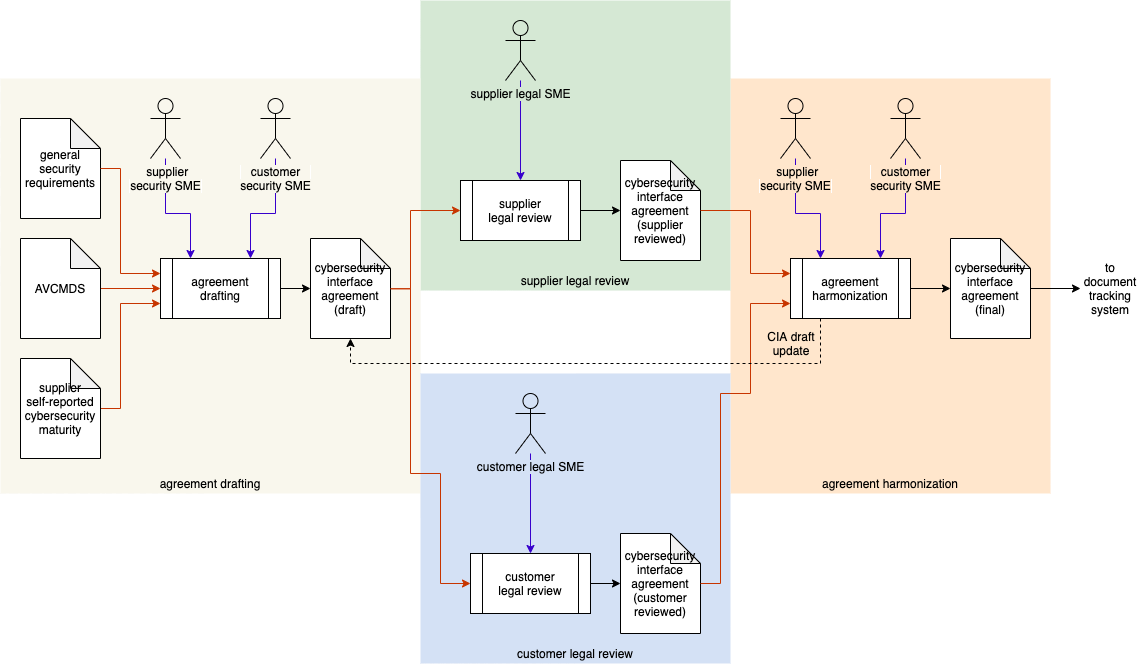 general
security
requirements
AVCMDS
supplier
self-reported
cybersecurity
maturity
supplier
security SME
customer
security SME
agreement
drafting
cybersecurity
interface
agreement
(draft)
agreement drafting
supplier legal SME
supplier
legal review
cybersecurity
interface
agreement
(supplier
reviewed)
supplier legal review
customer legal SME
customer
legal review
cybersecurity
interface
agreement
(customer
reviewed)
customer legal review
supplier
security SME
customer
security SME
agreement
harmonization
CIA draft
update
cybersecurity
interface
agreement
(final)
agreement harmonization
to
document
tracking
system